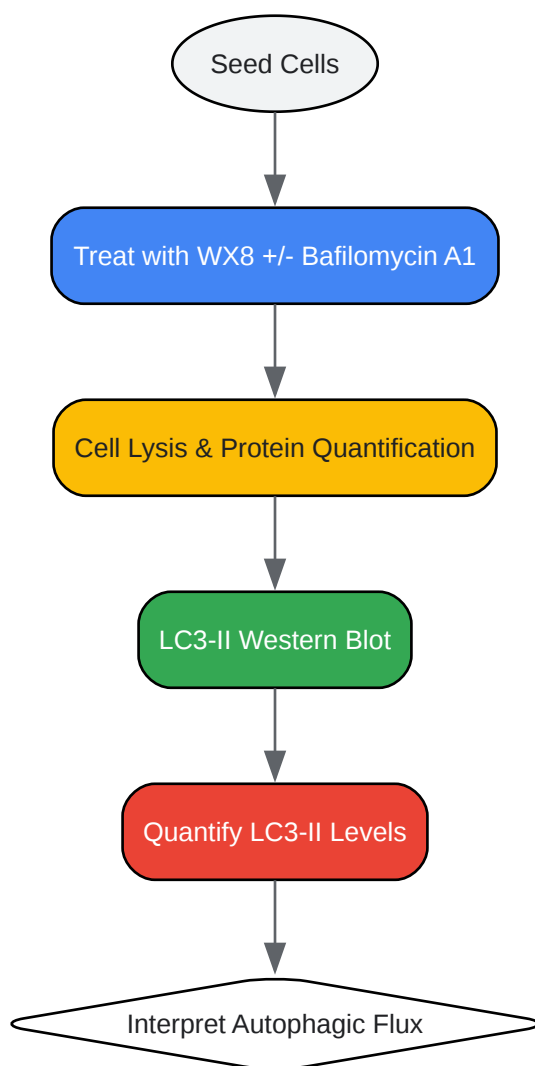 Seed Cells
Treat with WX8 +/- Bafilomycin A1
Cell Lysis & Protein Quantification
LC3-II Western Blot
Quantify LC3-II Levels
Interpret Autophagic Flux